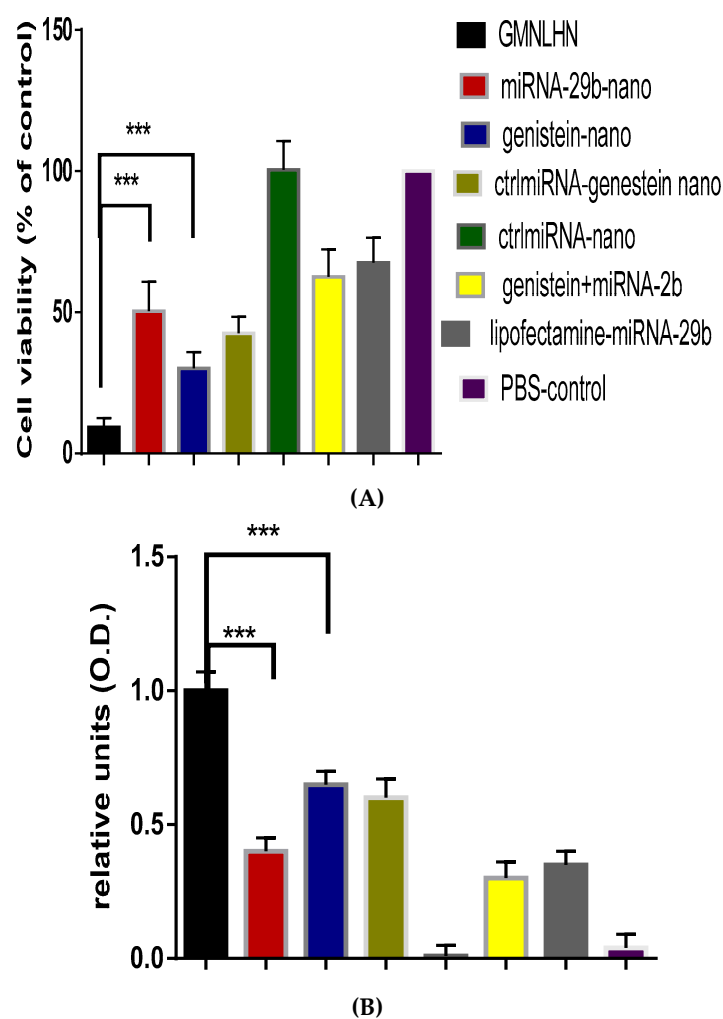 150
100
50
0
Cell viability (% of control)
***
***
GMNLHN
miRNA-29b-nano
genistein-nano
ctrlmiRNA-genestein nano
ctrlmiRNA-nano
genistein+miRNA-2b
lipofectamine-miRNA-29b
PBS-control
(A)
1.5
1.0
0.5
0.0
relative units (O.D.)
***
***
(B)